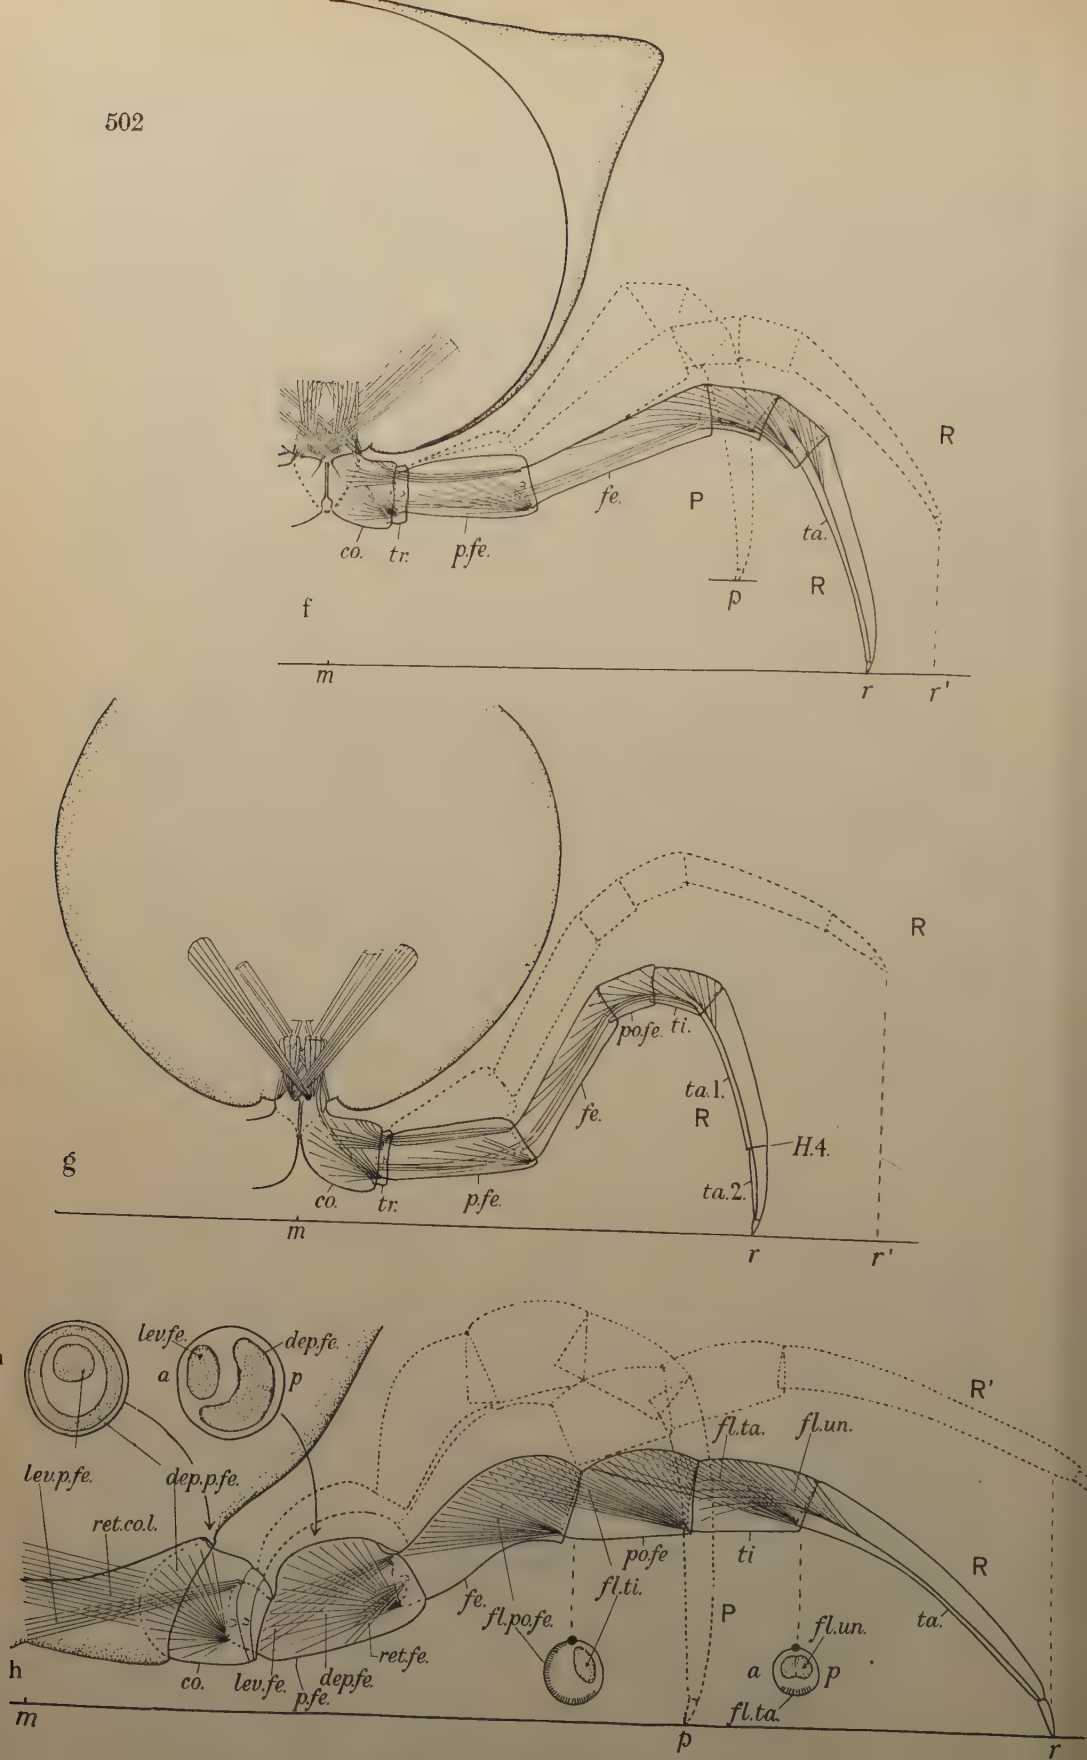 502
R
fe.
P
ta.
co.
tr.
p.fe.
R
p
f
m
r
r'
R
po.fe.
ti.
ta.1.
R
fe.
H.4.
g
ta.2.
co.
tr.
p.fe.
m
r
r'
lev.fe.
dep.fe.
a
p
R'
fl.ta.
fl.un.
lev.p.fe.
dep.p.fe.
ret.co.l.
po.fe
ti
R
fl.ti.
fe.
fl.po.fe.
P
ta.
fl.un.
ret.fe.
h
co.
lev.fe.
dep.fe.
p.fe.
a
p
fl.ta.
m
p
r